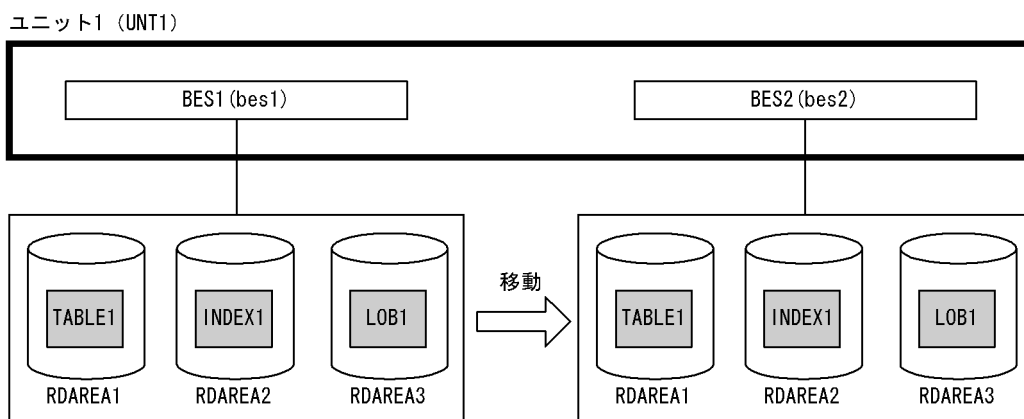 ユニット1（UNT1）
BES1(bes1)
BES2(bes2)
TABLE1
INDEX1
LOB1
移動
TABLE1
INDEX1
LOB1
RDAREA1
RDAREA2
RDAREA3
RDAREA1
RDAREA2
RDAREA3